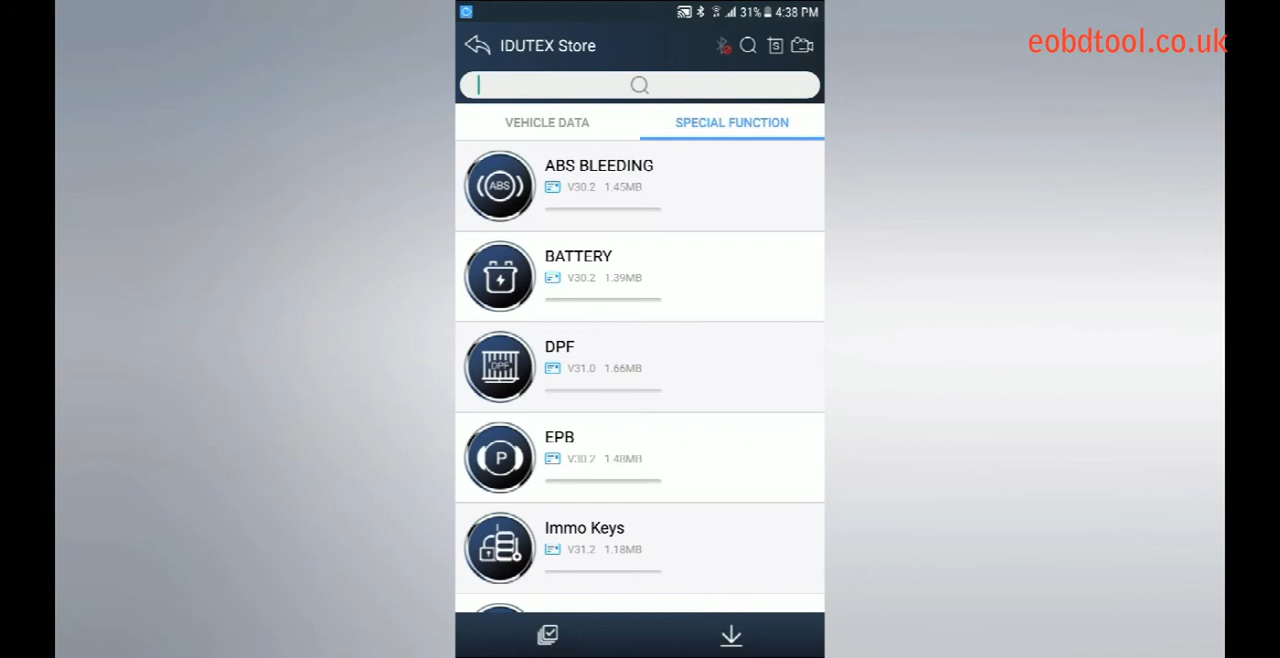 31% 4:38 PM
eobdtool.co.uk
IDUTEX Store
S
VEHICLE DATA
SPECIAL FUNCTION
ABS BLEEDING
ABS
V30.2 1.45MB
BATTERY
V30.2 1.39MB
DPF
DPF
V31.0 1.66MB
EPB
P
V30.2 1.48MB
Immo Keys
V31.2 1.18MB